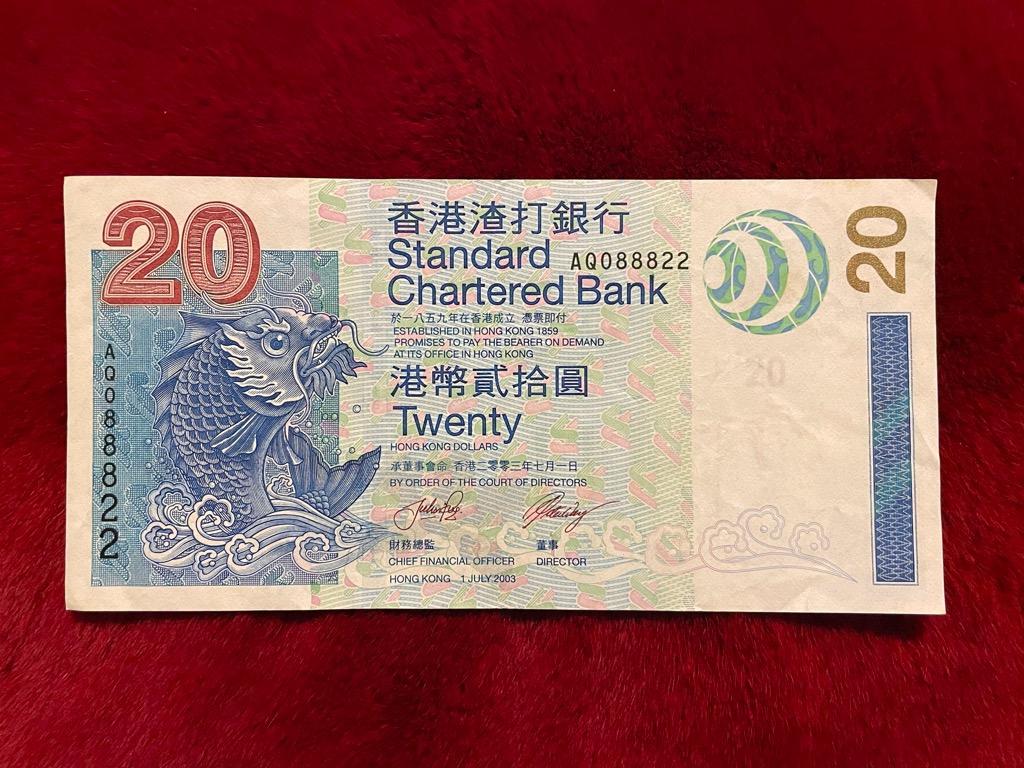 20
香港渣打銀行
Standard
Chartered Bank
AQ088822
於一八五九年在香港成立 憑票即付
ESTABLISHED IN HONG KONG 1859
PROMISES TO PAY THE BEARER ON DEMAND
AT ITS OFFICE IN HONG KONG
港幣貳拾圓
Twenty
HONG KONG DOLLARS
承董事會命 香港二零零三年七月一日
BY ORDER OF THE COURT OF DIRECTORS
財務總監 董事
CHIEF FINANCIAL OFFICER DIRECTOR
HONG KONG 1 JULY 2003
AQ088822
©
20
20